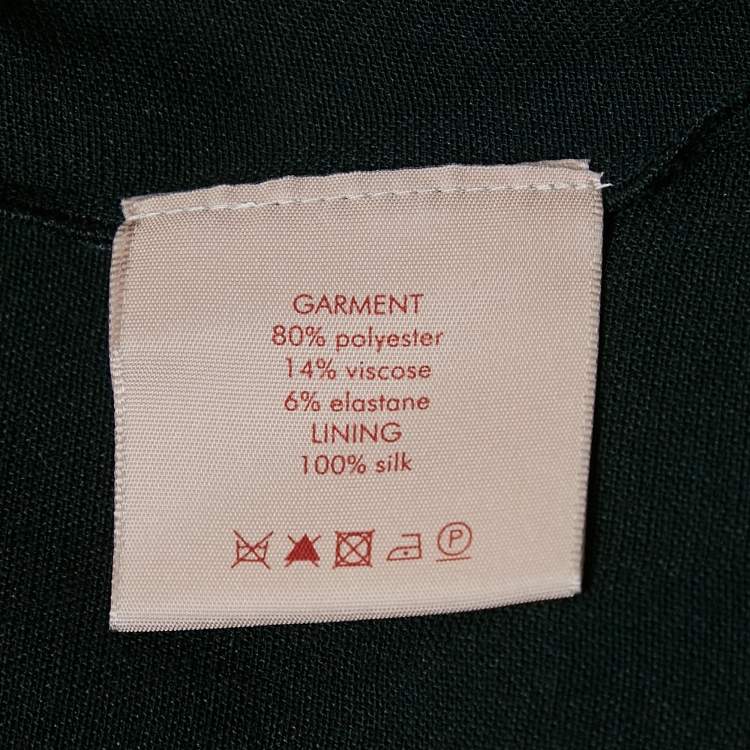 GARMENT
80% polyester
14% viscose
6% elastane
LINING
100% silk
P